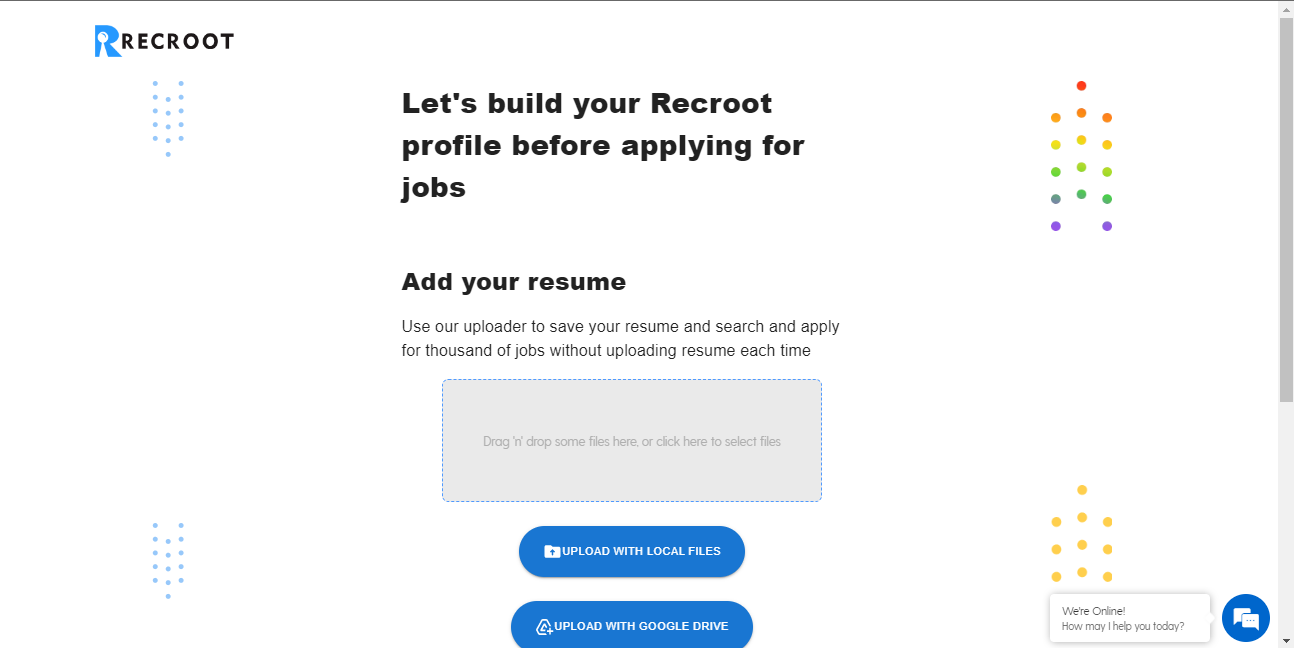 RECROOT
Let's build your Recroot
profile before applying for
jobs
Add your resume
Use our uploader to save your resume and search and apply
for thousand of jobs without uploading resume each time
Drag 'n' drop some files here, or click here to select files
UPLOAD WITH LOCAL FILES
UPLOAD WITH GOOGLE DRIVE
We're Online!
How may I help you today?